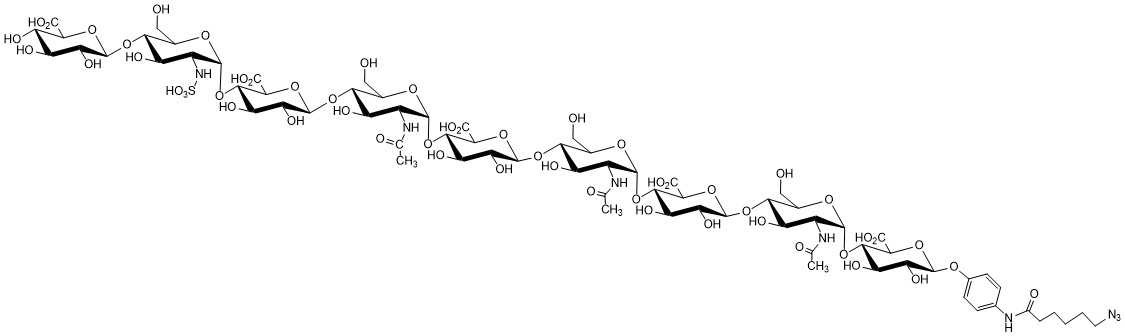 OH
HO₂C O O
HO O
HO HO
OH NH
HO₃S
OH
HO₂C O O
O O
HO HO
OH NH
O C
CH₃
OH
HO₂C O O
O O
HO HO
OH NH
O C
CH₃
OH
HO₂C O O
O O
HO HO
OH NH
O C
CH₃
HO₂C O
O O
HO OH
O
N
H
N₃